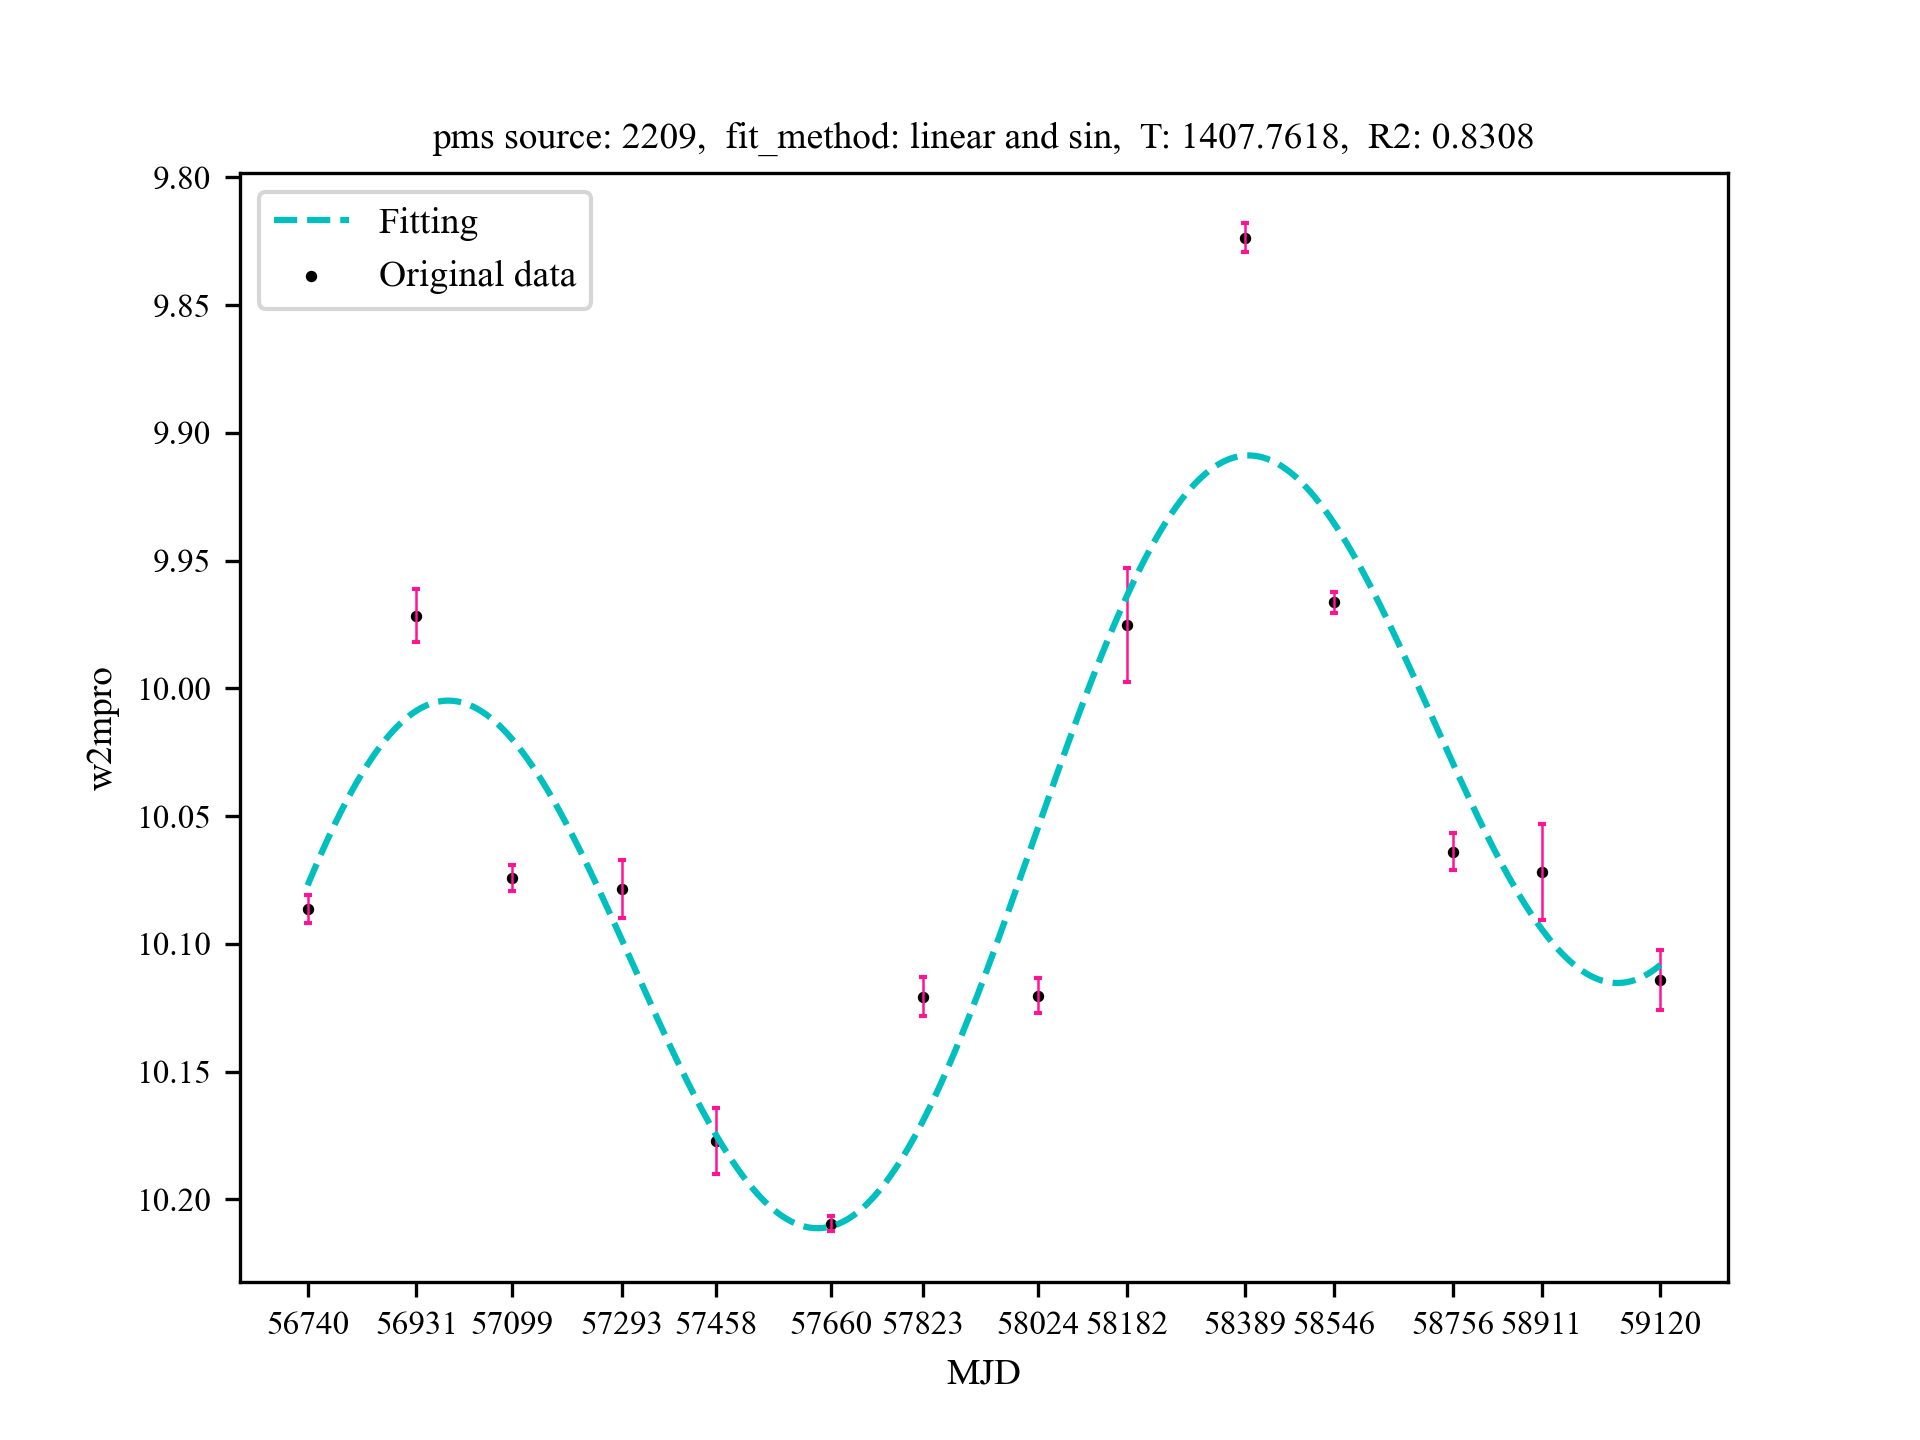 pms source: 2209, fit_method: linear and sin, T: 1407.7618, R2: 0.8308
Fitting
Original data
9.80
9.85
9.90
9.95
10.00
10.05
10.10
10.15
10.20
w2mpro
56740 56931 57099 57293 57458 57660 57823 58024 58182 58389 58546 58756 58911 59120
MJD